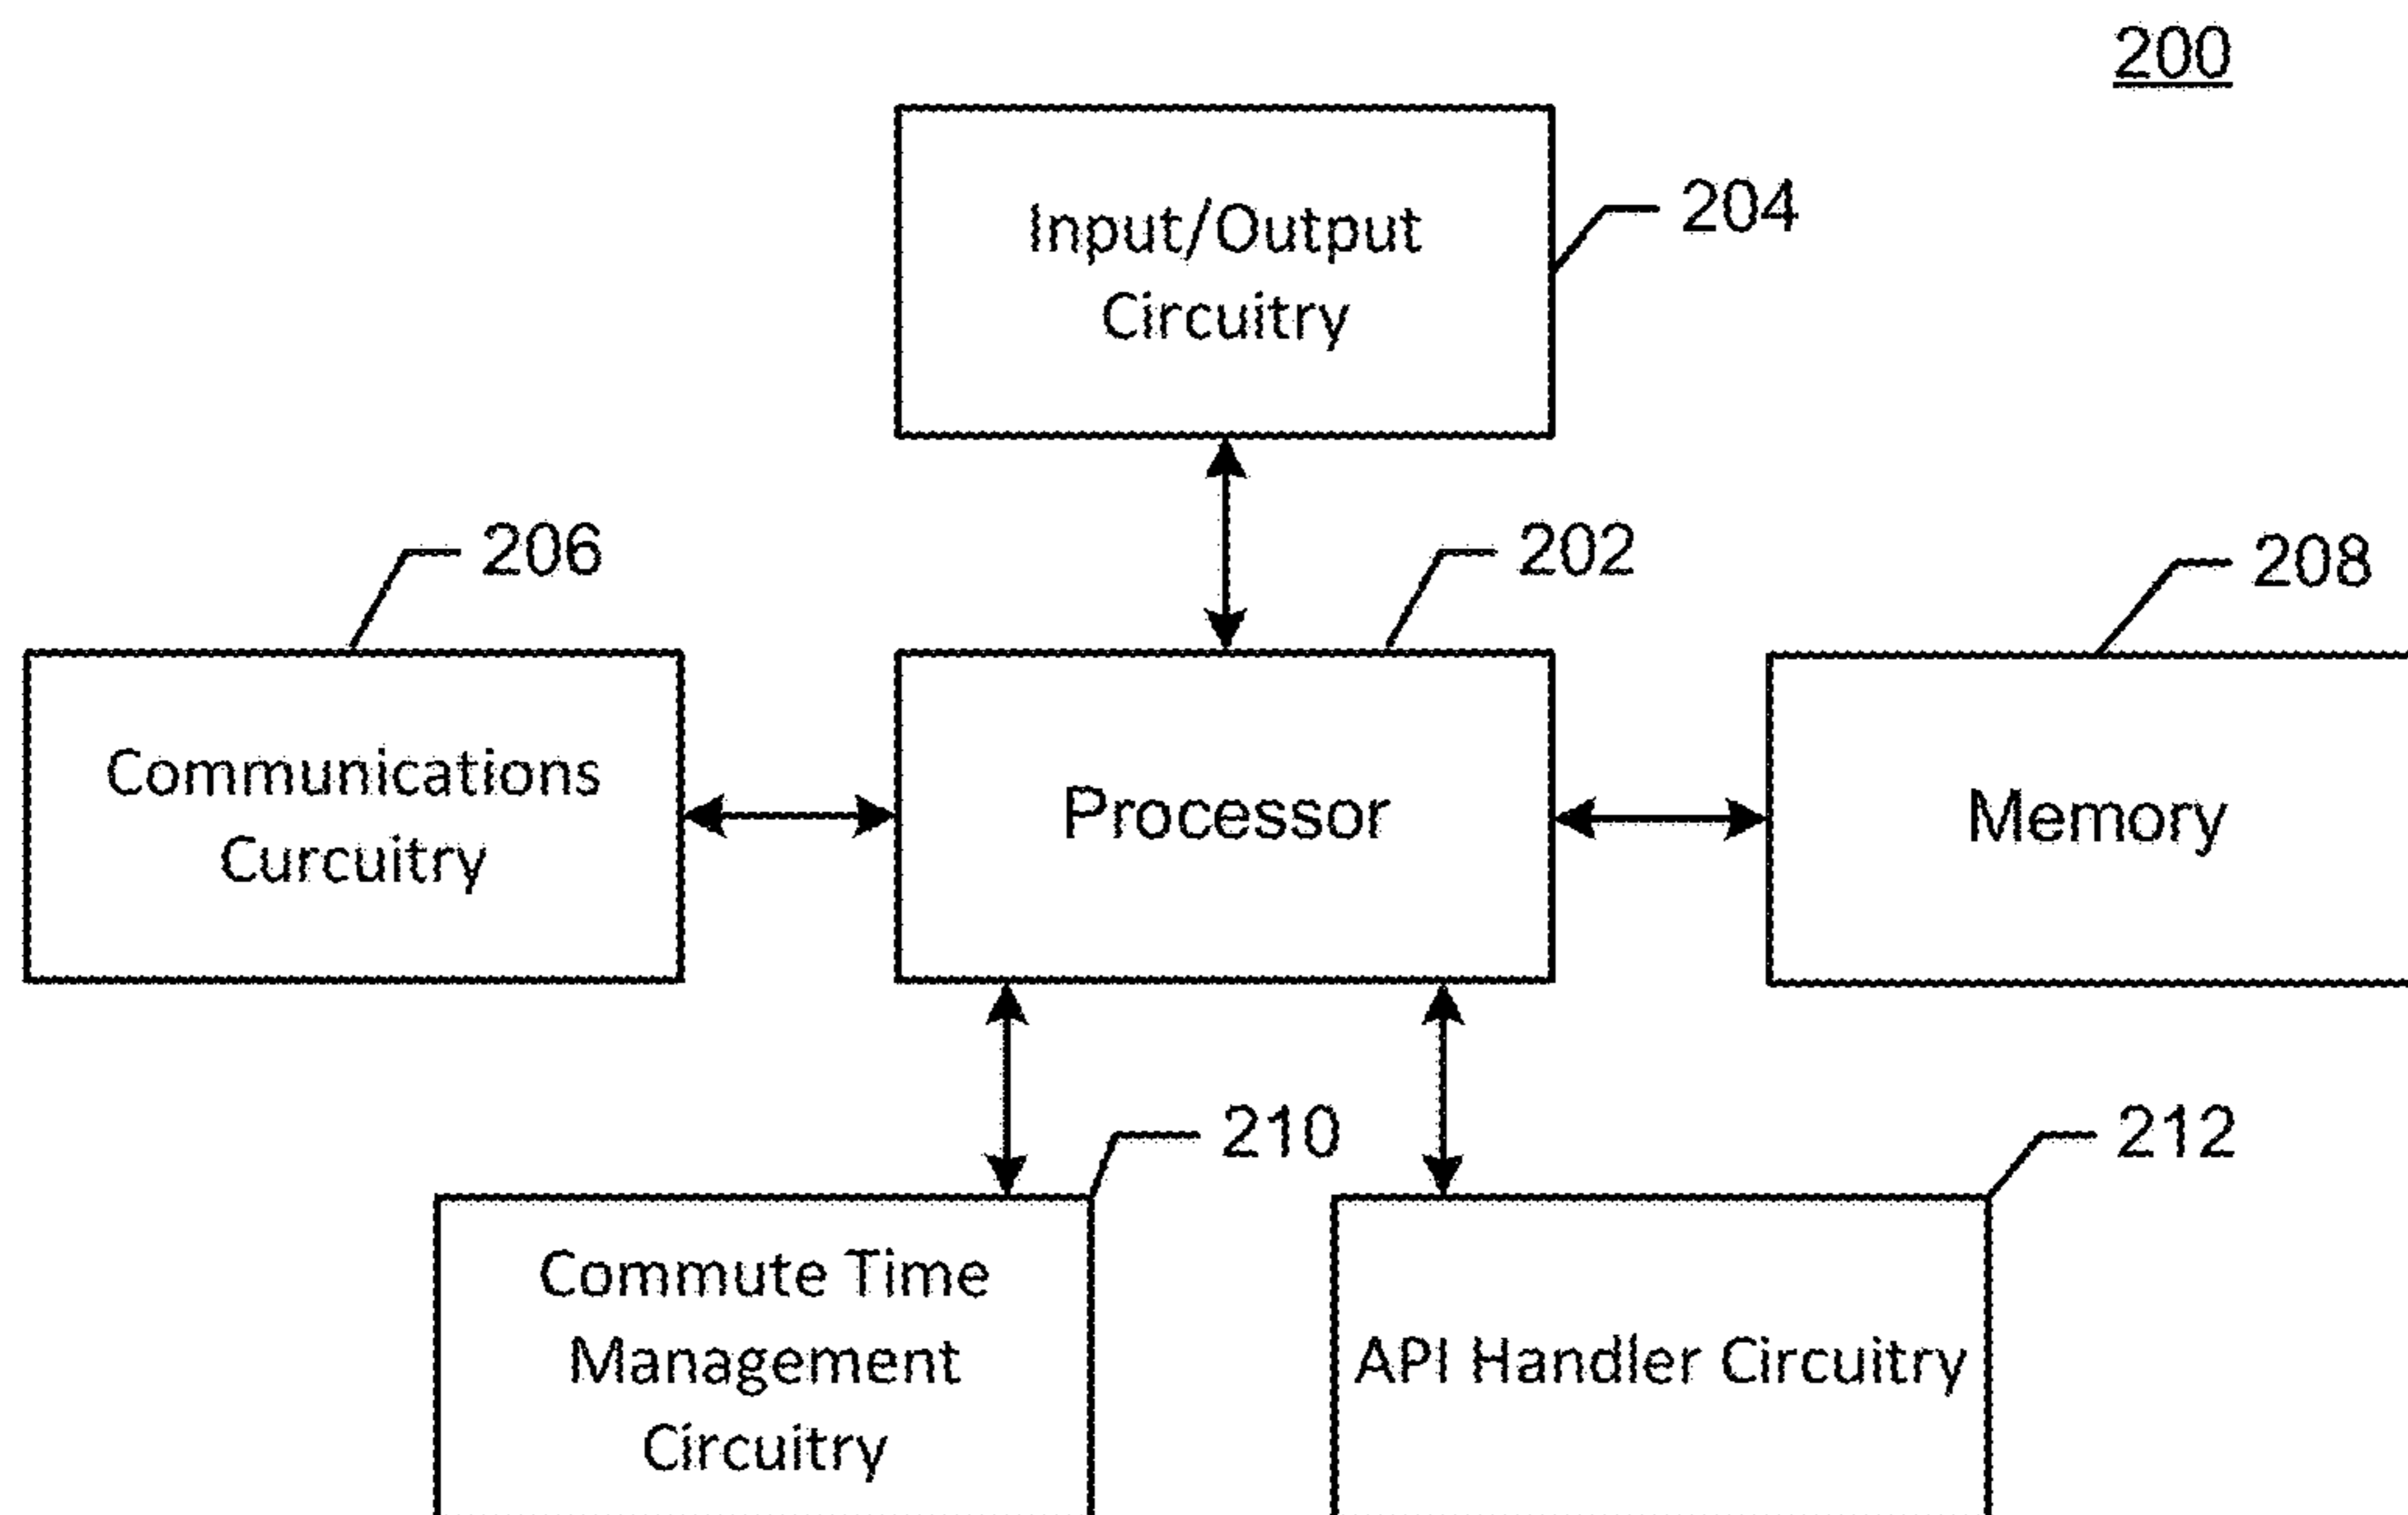 200
Input/Output
Circuitry
204
206
202
208
Communications
Curcuitry
Processor
Memory
210
212
Commute Time
Management
Circuitry
API Handler Circuitry